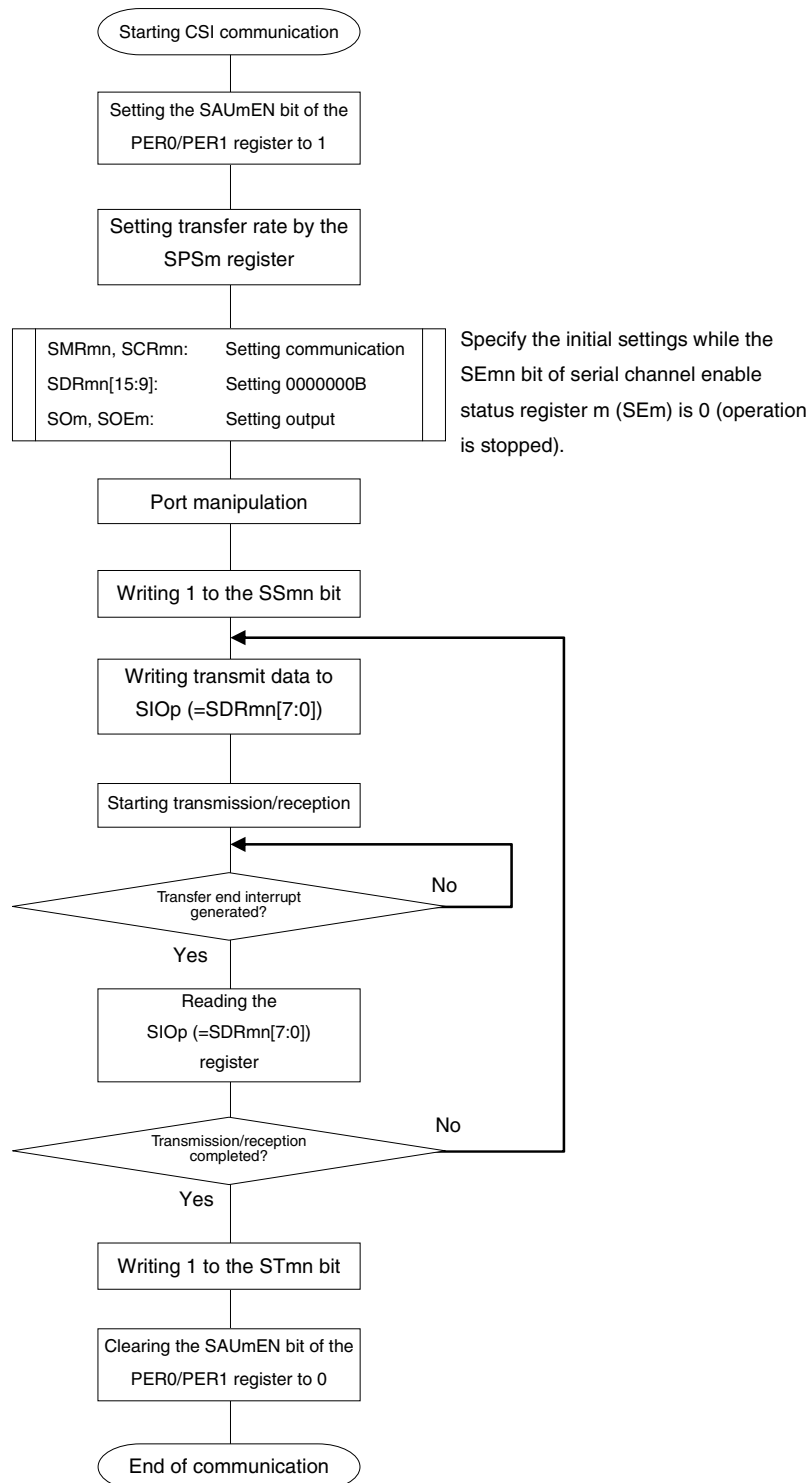 Starting CSI communication
Setting the SAUmEN bit of the
PER0/PER1 register to 1
Setting transfer rate by the
SPSm register
SMRmn, SCRmn: Setting communication
SDRmn[15:9]: Setting 0000000B
SOm, SOEm: Setting output
Specify the initial settings while the
SEmn bit of serial channel enable
status register m (SEm) is 0 (operation
is stopped).
Port manipulation
Writing 1 to the SSmn bit
Writing transmit data to
SIOp (=SDRmn[7:0])
Starting transmission/reception
Transfer end interrupt
generated?
No
Yes
Reading the
SIOp (=SDRmn[7:0])
register
Transmission/reception
completed?
No
Yes
Writing 1 to the STmn bit
Clearing the SAUmEN bit of the
PER0/PER1 register to 0
End of communication